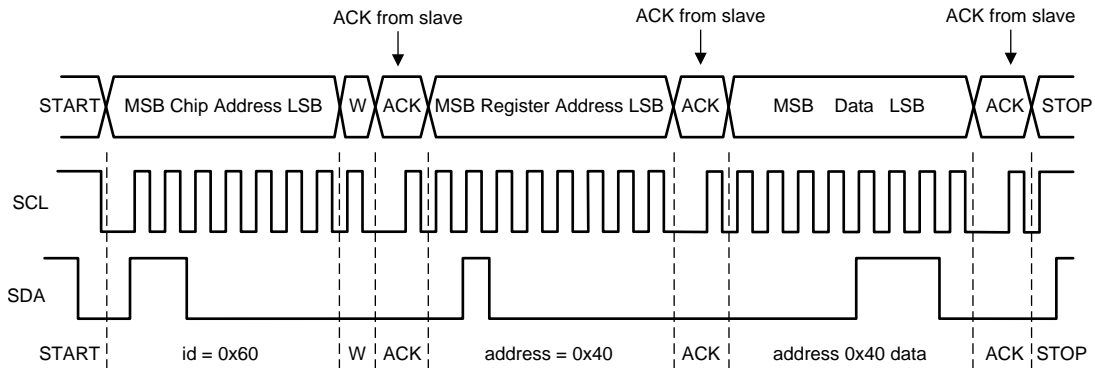 ACK from slave ACK from slave ACK from slave
START MSB Chip Address LSB W ACK MSB Register Address LSB ACK MSB Data LSB ACK STOP
SCL
SDA
START id = 0x60 W ACK address = 0x40 ACK address 0x40 data ACK STOP